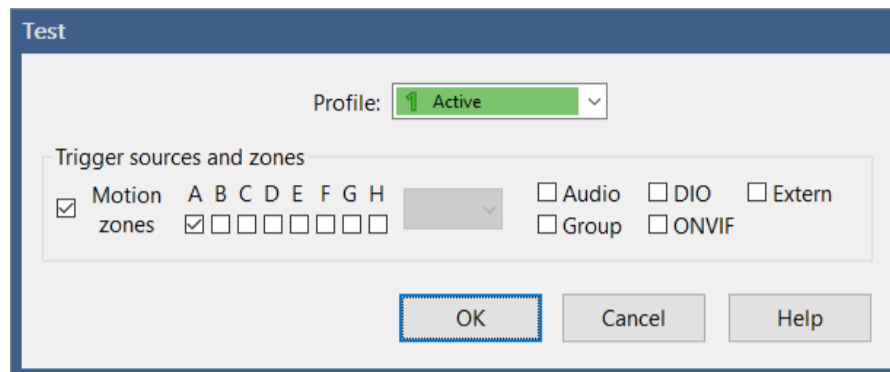 Test
Profile: 1 Active
Trigger sources and zones
Motion zones A B C D E F G H
Audio DIO Extern
Group ONVIF
OK Cancel Help